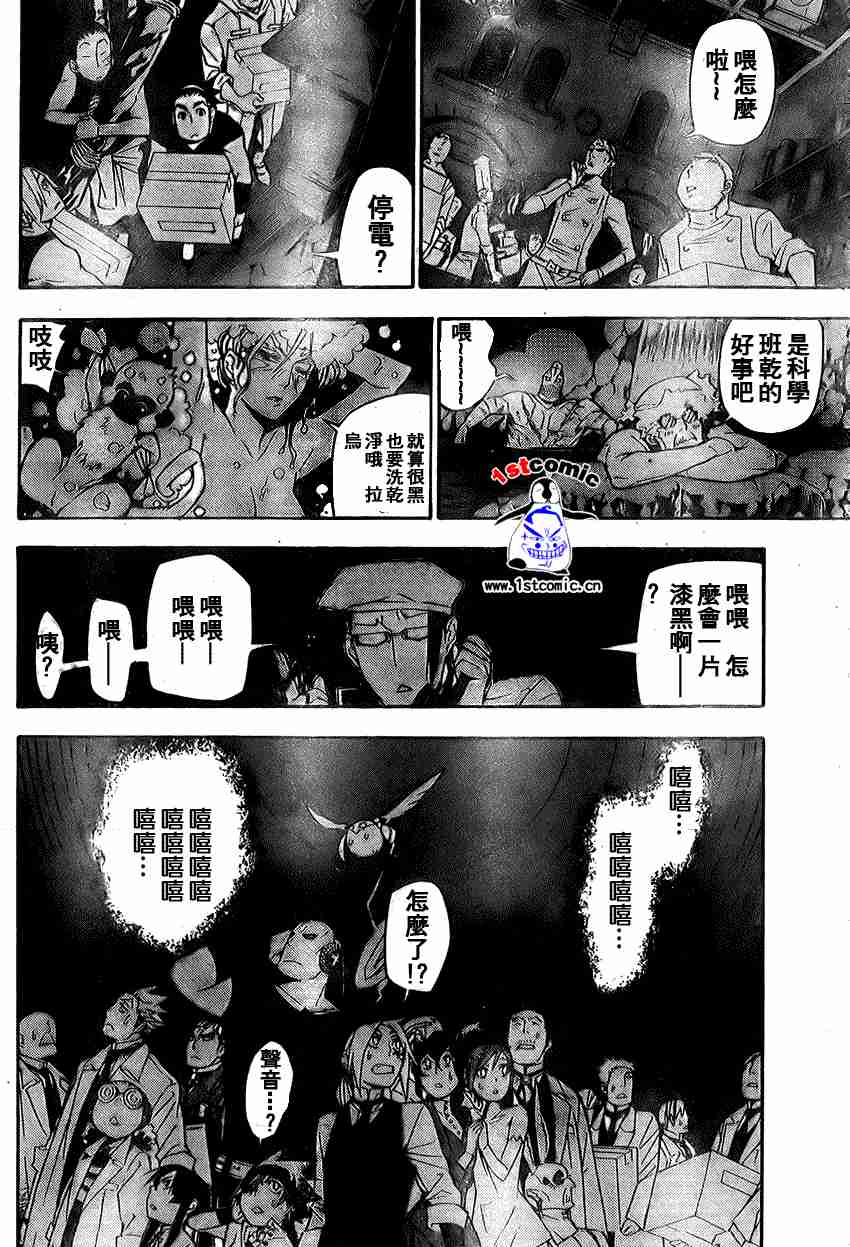 喂怎麼
啦~~
停電?
是科學
班乾的
好事吧
喂~~~~~~
就算很黑
也要洗乾
淨哦 拉
烏
吱吱
1stcomic
www.1stcomic.cn
喂喂 怎
麼會一片
漆黑啊——
?
喂喂—
喂喂—
喂——
咦?
嘻嘻…
嘻嘻嘻嘻…
怎麼了!?
嘻嘻嘻嘻
嘻嘻嘻嘻
嘻嘻…
聲音…?